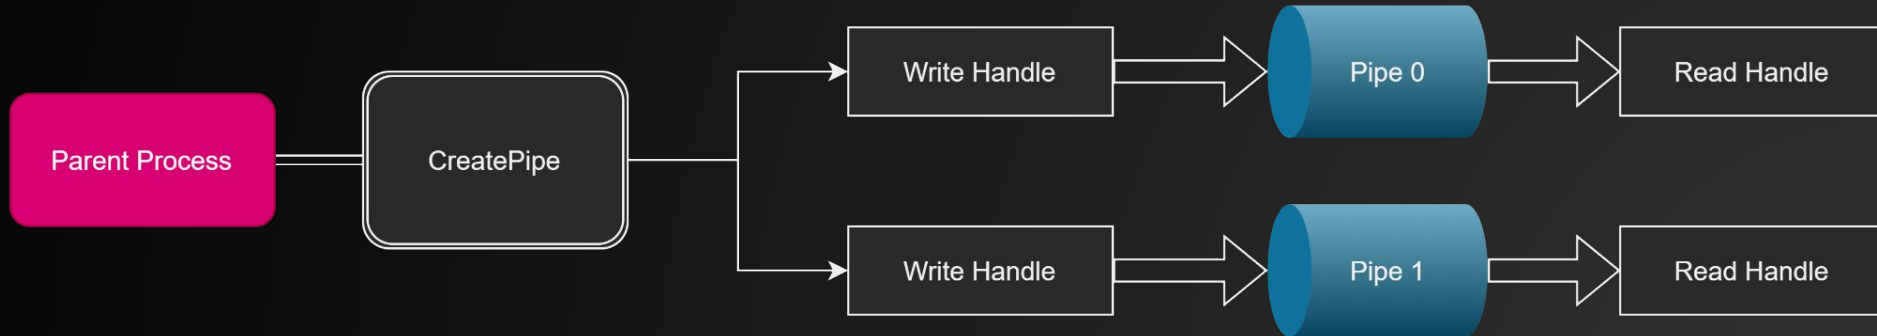 Parent Process
CreatePipe
Write Handle
Pipe 0
Read Handle
Write Handle
Pipe 1
Read Handle